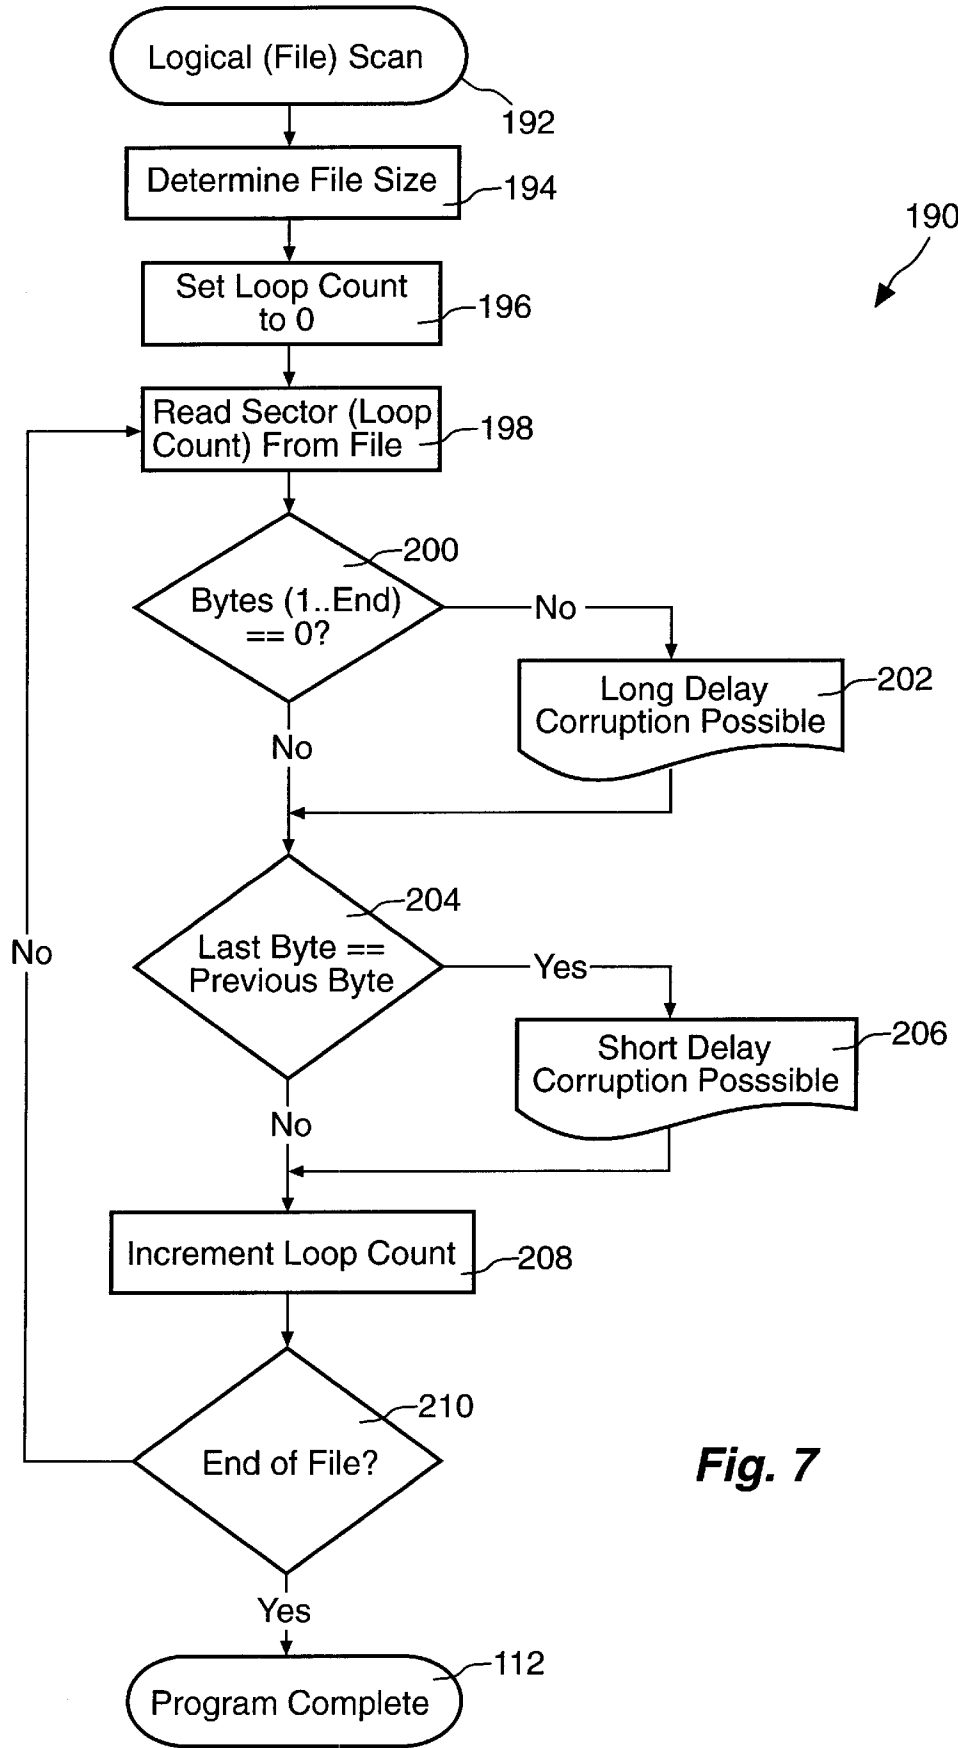 Logical (File) Scan
192
Determine File Size
194
190
Set Loop Count
to 0
196
Read Sector (Loop
Count) From File
198
200
Bytes (1..End)
== 0?
No
Long Delay
Corruption Possible
202
No
204
Last Byte ==
Previous Byte
Yes
No
Short Delay
Corruption Posssible
206
No
Increment Loop Count
208
210
End of File?
Fig. 7
Yes
112
Program Complete